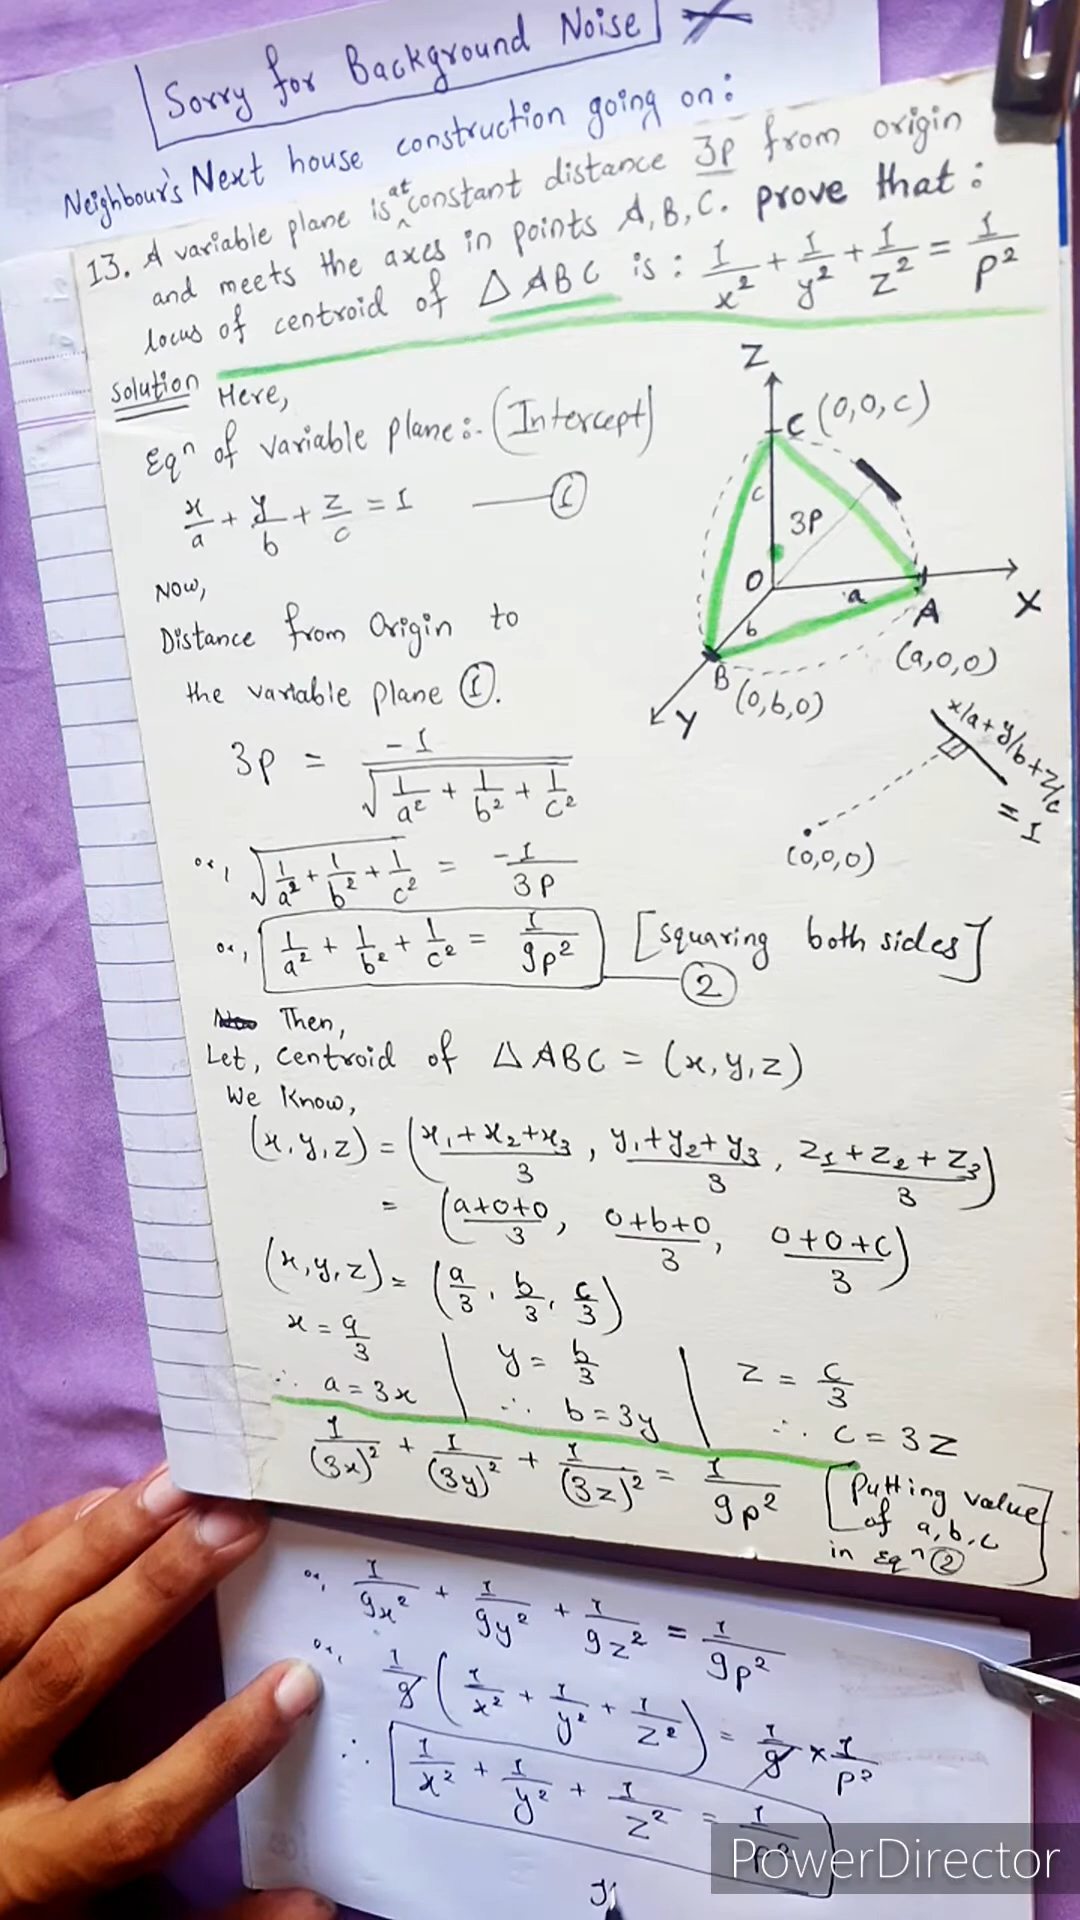 Sorry for Background Noise
Neighbour's Next house construction going on:
13. A variable plane is at constant distance 3p from origin
and meets the axes in points A, B, C. prove that:
locus of centroid of △ABC is: 1/x² + 1/y² + 1/z² = 1/p²
Solution Here,
Eqⁿ of variable plane:- (Intercept)
x/a + y/b + z/c = 1 —— ①
Now,
Distance from Origin to
the variable plane ①.
3p = -1/√(1/a² + 1/b² + 1/c²)
or, √(1/a² + 1/b² + 1/c²) = -1/3p
or, 1/a² + 1/b² + 1/c² = 1/9p² [squaring both sides]
②
Z
C (0,0,c)
c
3p
O
a
X
b
A
(a,0,0)
B (0,b,0)
Y
x/a + y/b + z/c
= 1
(0,0,0)
Then,
Let, centroid of △ABC = (x, y, z)
We Know,
(x, y, z) = (x₁+x₂+x₃/3, y₁+y₂+y₃/3, z₁+z₂+z₃/3)
= (a+0+0/3, 0+b+0/3, 0+0+c/3)
(x, y, z) = (a/3, b/3, c/3)
x = a/3 | y = b/3 | z = c/3
∴ a = 3x | ∴ b = 3y | ∴ c = 3z
1/(3x)² + 1/(3y)² + 1/(3z)² = 1/9p² [Putting value
of a, b, c
in Eqⁿ ②]
or, 1/9x² + 1/9y² + 1/9z² = 1/9p²
or, 1/9 (1/x² + 1/y² + 1/z²) = 1/9 × 1/p²
∴ 1/x² + 1/y² + 1/z² = 1/p²
PowerDirector